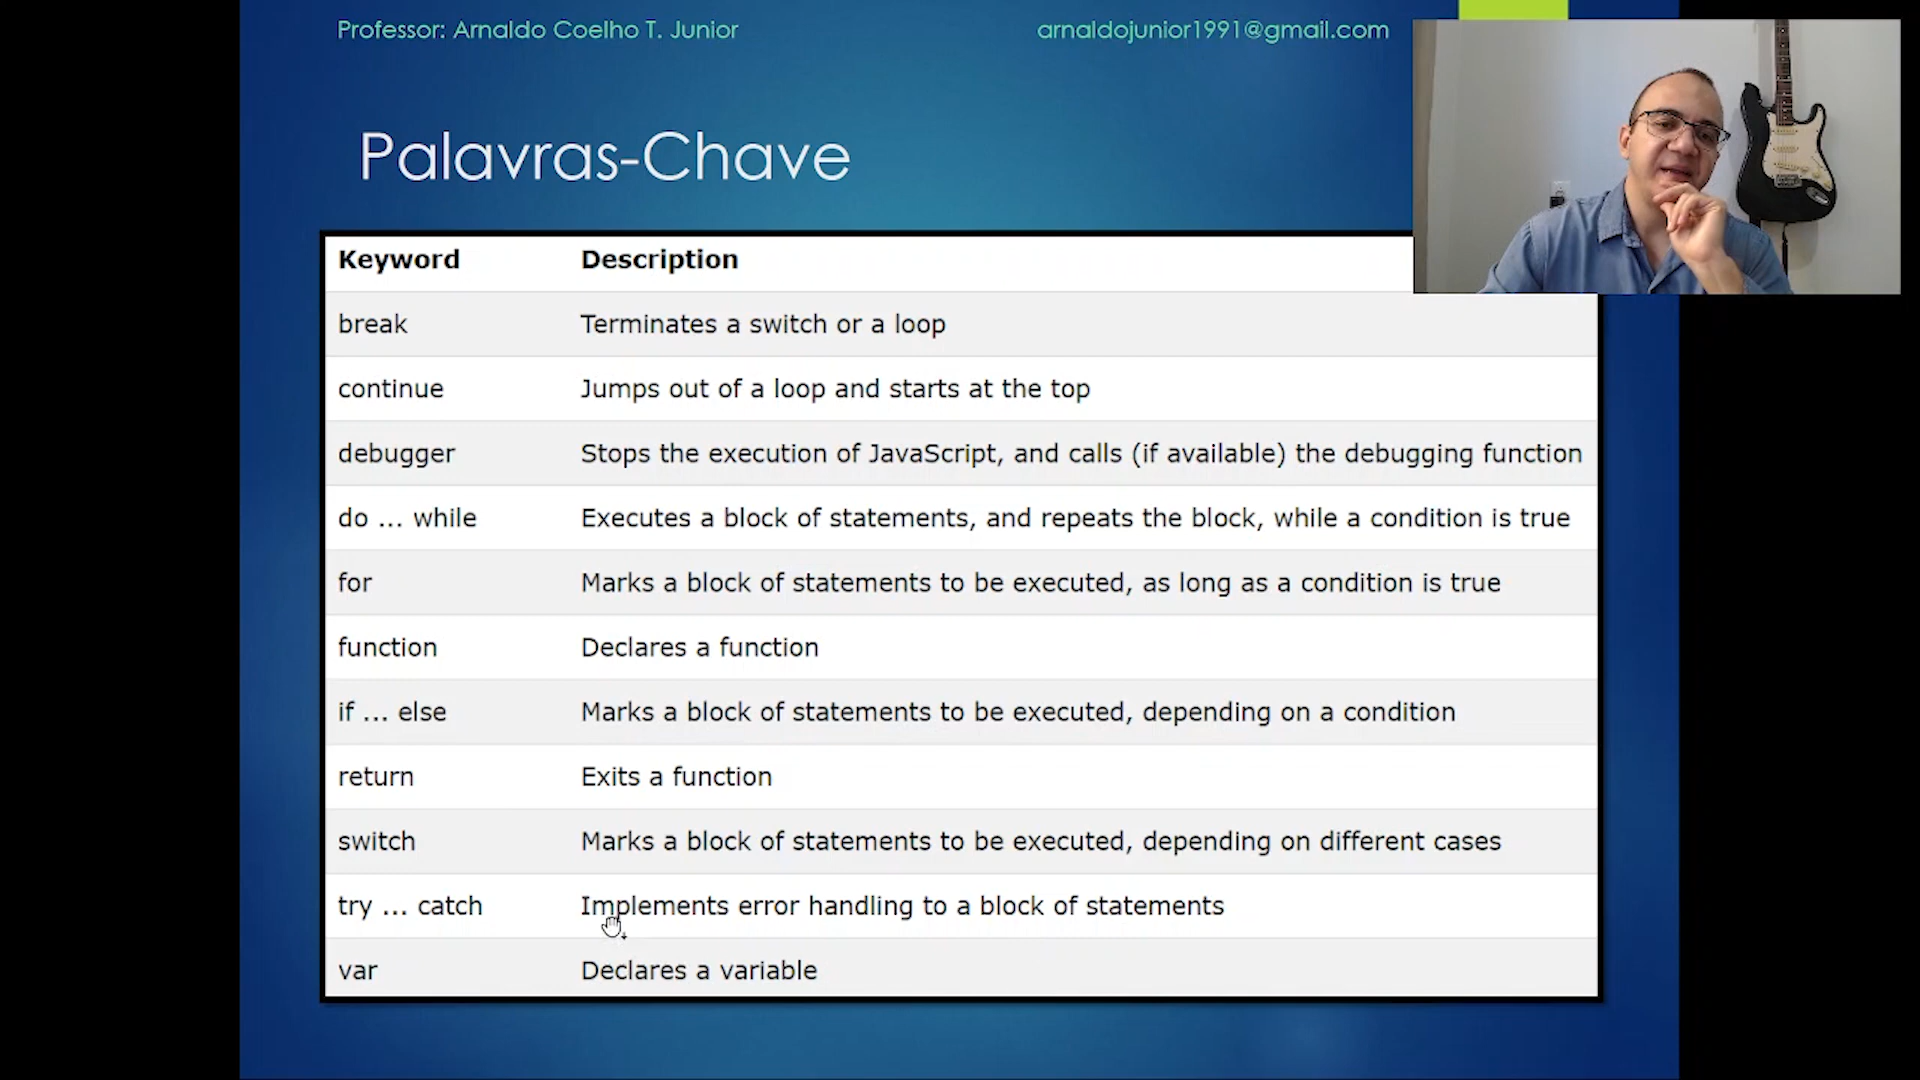 Professor: Arnaldo Coelho T. Junior arnaldojunior1991@gmail.com
Palavras-Chave
Keyword Description
break Terminates a switch or a loop
continue Jumps out of a loop and starts at the top
debugger Stops the execution of JavaScript, and calls (if available) the debugging function
do ... while Executes a block of statements, and repeats the block, while a condition is true
for Marks a block of statements to be executed, as long as a condition is true
function Declares a function
if ... else Marks a block of statements to be executed, depending on a condition
return Exits a function
switch Marks a block of statements to be executed, depending on different cases
try ... catch Implements error handling to a block of statements
var Declares a variable